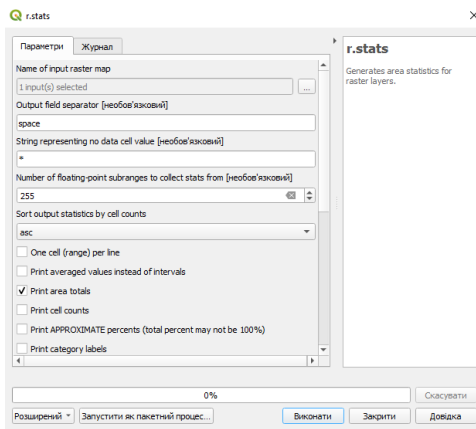 r.stats
Параметри
Журнал
Name of input raster map
1 input(s) selected
...
Output field separator [необов'язковий]
space
String representing no data cell value [необов'язковий]
*
Number of floating-point subranges to collect stats from [необов'язковий]
255
Sort output statistics by cell counts
asc
One cell (range) per line
Print averaged values instead of intervals
Print area totals
Print cell counts
Print APPROXIMATE percents (total percent may not be 100%)
Print category labels
r.stats
Generates area statistics for
raster layers.
0%
Скасувати
Розширений
Запустити як пакетний процес...
Виконати
Закрити
Довідка